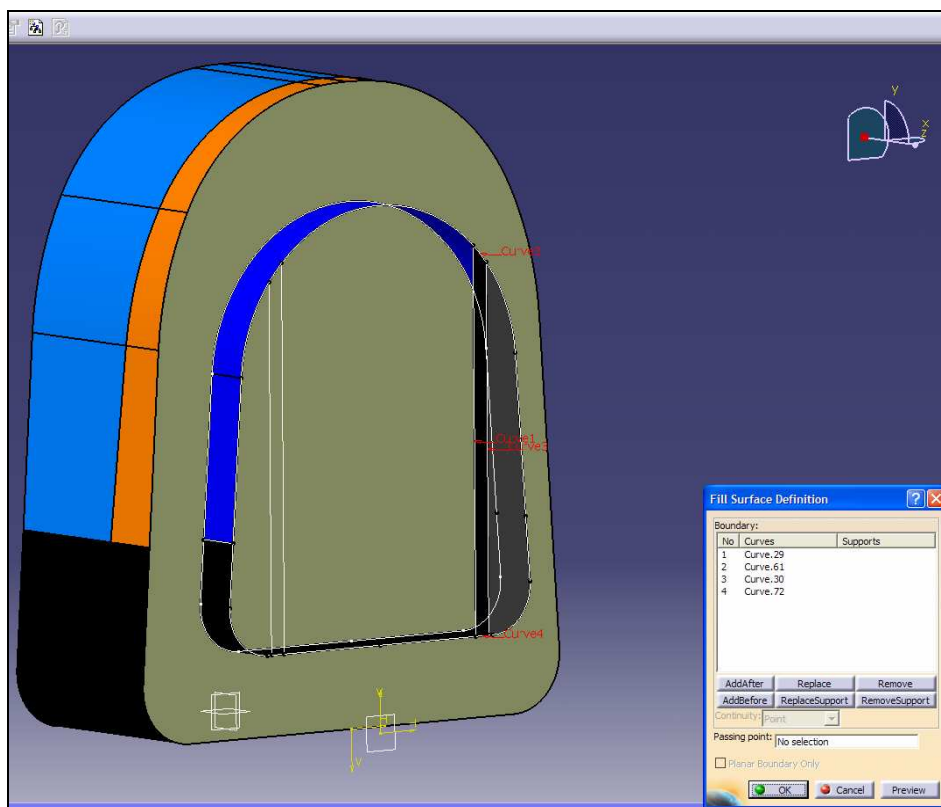 y
x
z
Curve2
Curve1
Curve3
Curve4
V
V
Fill Surface Definition
Boundary:
No Curves Supports
1 Curve.29
2 Curve.61
3 Curve.30
4 Curve.72
AddAfter Replace Remove
AddBefore ReplaceSupport RemoveSupport
Continuity: Point
Passing point: No selection
Planar Boundary Only
OK Cancel Preview